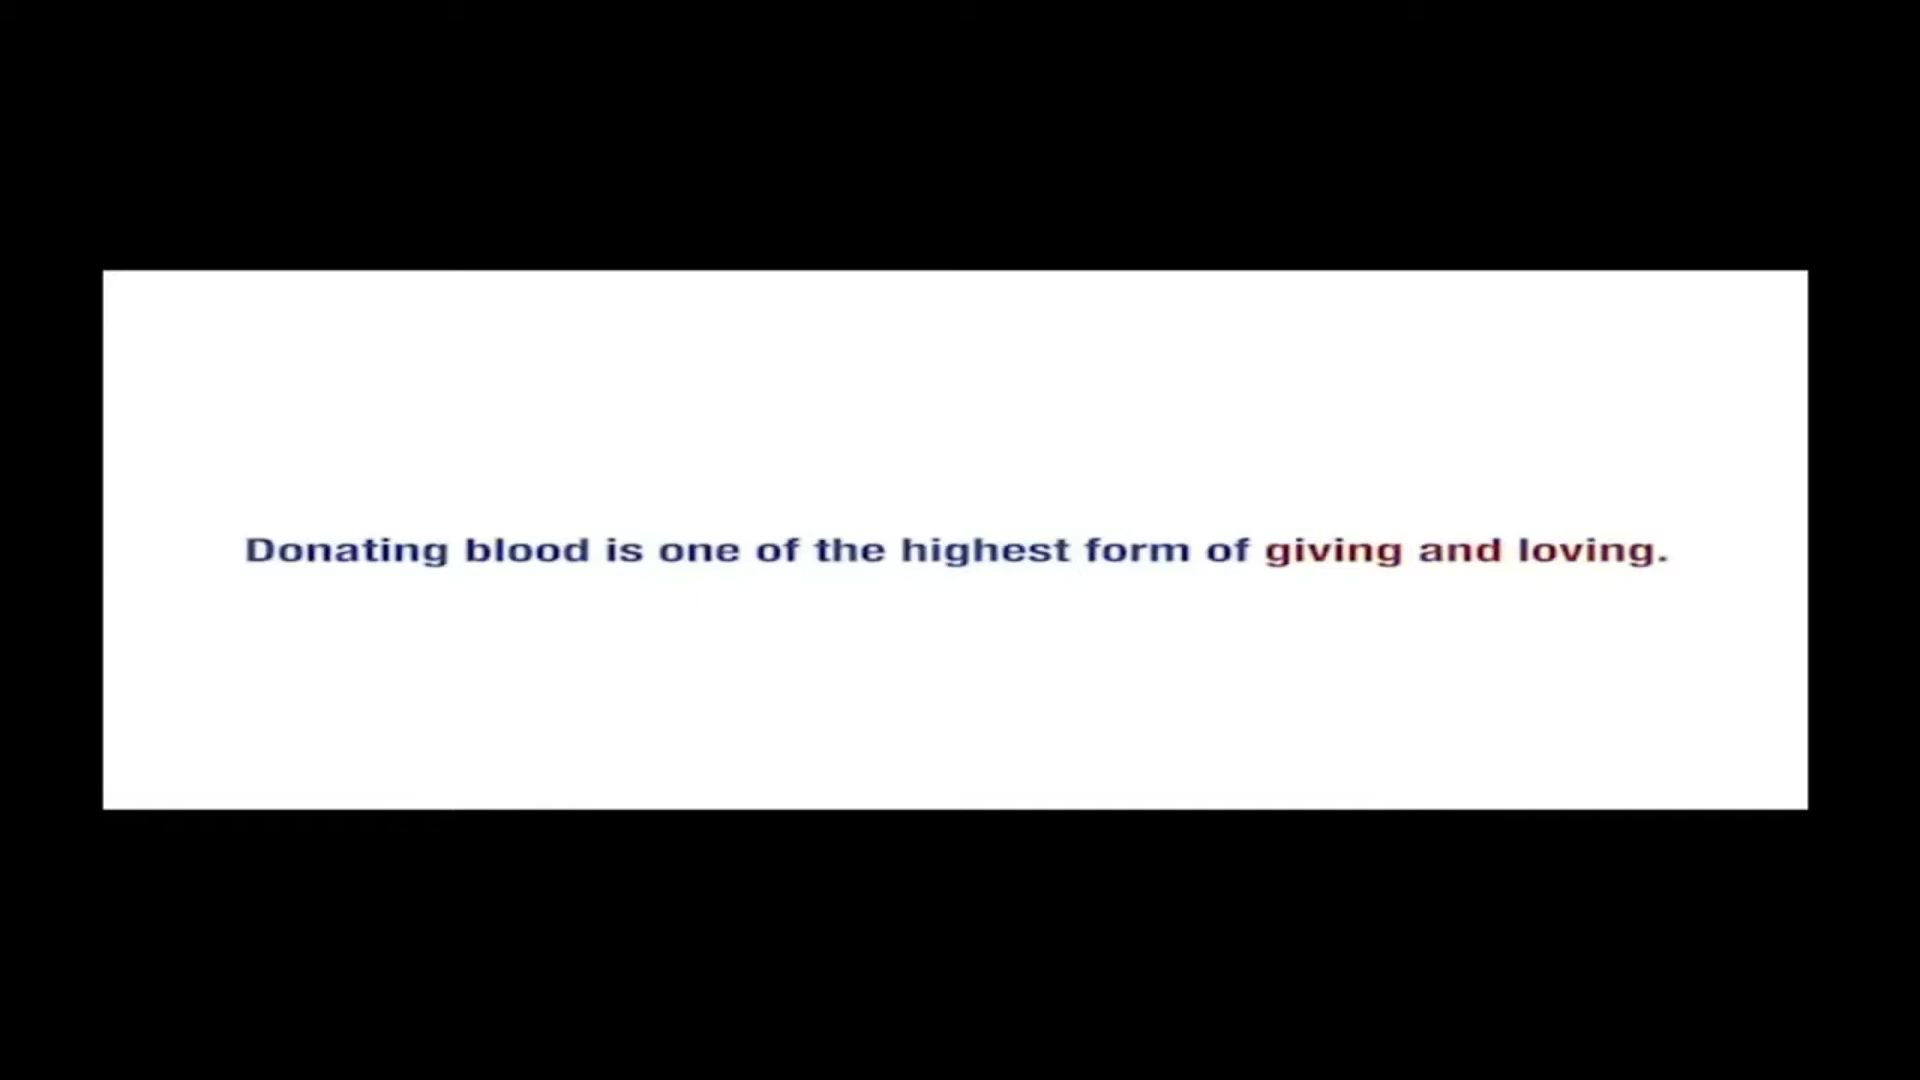 Donating blood is one of the highest form of giving and loving.